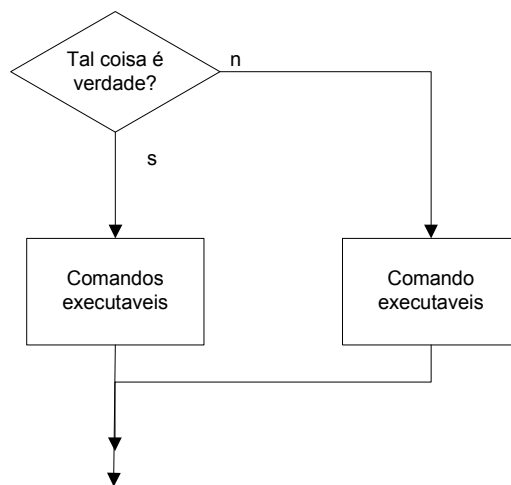 Tal coisa é
verdade?
n
s
Comandos
executaveis
Comando
executaveis